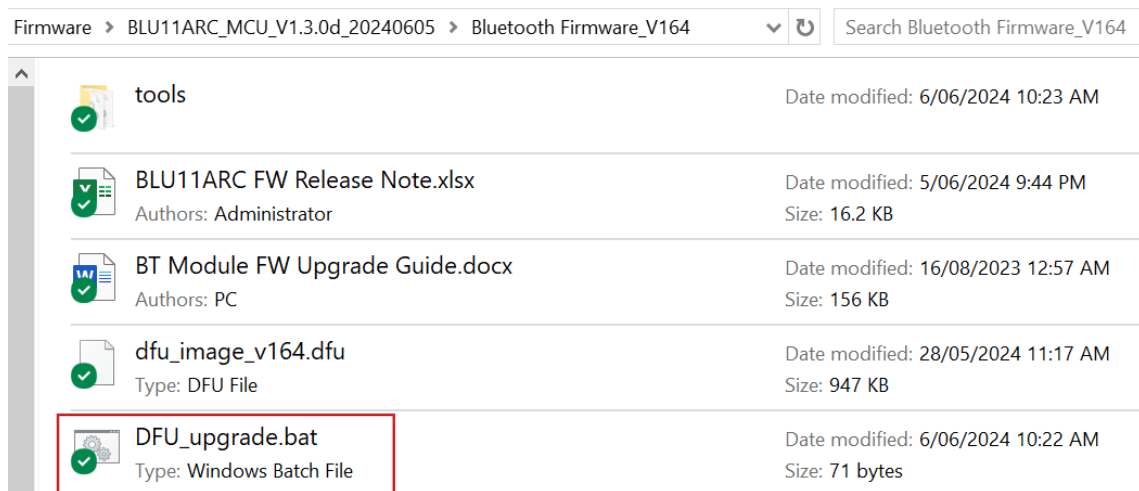 Firmware > BLU11ARC_MCU_V1.3.0d_20240605 > Bluetooth Firmware_V164 Search Bluetooth Firmware_V164
tools Date modified: 6/06/2024 10:23 AM
BLU11ARC FW Release Note.xlsx Date modified: 5/06/2024 9:44 PM
Authors: Administrator Size: 16.2 KB
BT Module FW Upgrade Guide.docx Date modified: 16/08/2023 12:57 AM
Authors: PC Size: 156 KB
dfu_image_v164.dfu Date modified: 28/05/2024 11:17 AM
Type: DFU File Size: 947 KB
DFU_upgrade.bat Date modified: 6/06/2024 10:22 AM
Type: Windows Batch File Size: 71 bytes